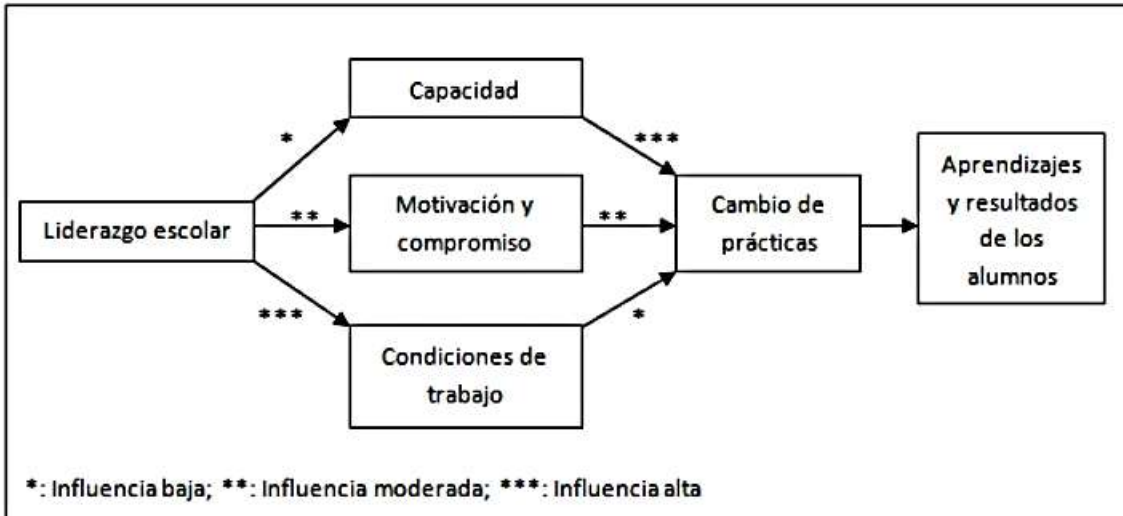 Capacidad
*
***
Liderazgo escolar
**
Motivación y
compromiso
**
Cambio de
prácticas
Aprendizajes
y resultados
de los
alumnos
***
*
Condiciones de
trabajo
*: Influencia baja; **: Influencia moderada; ***: Influencia alta